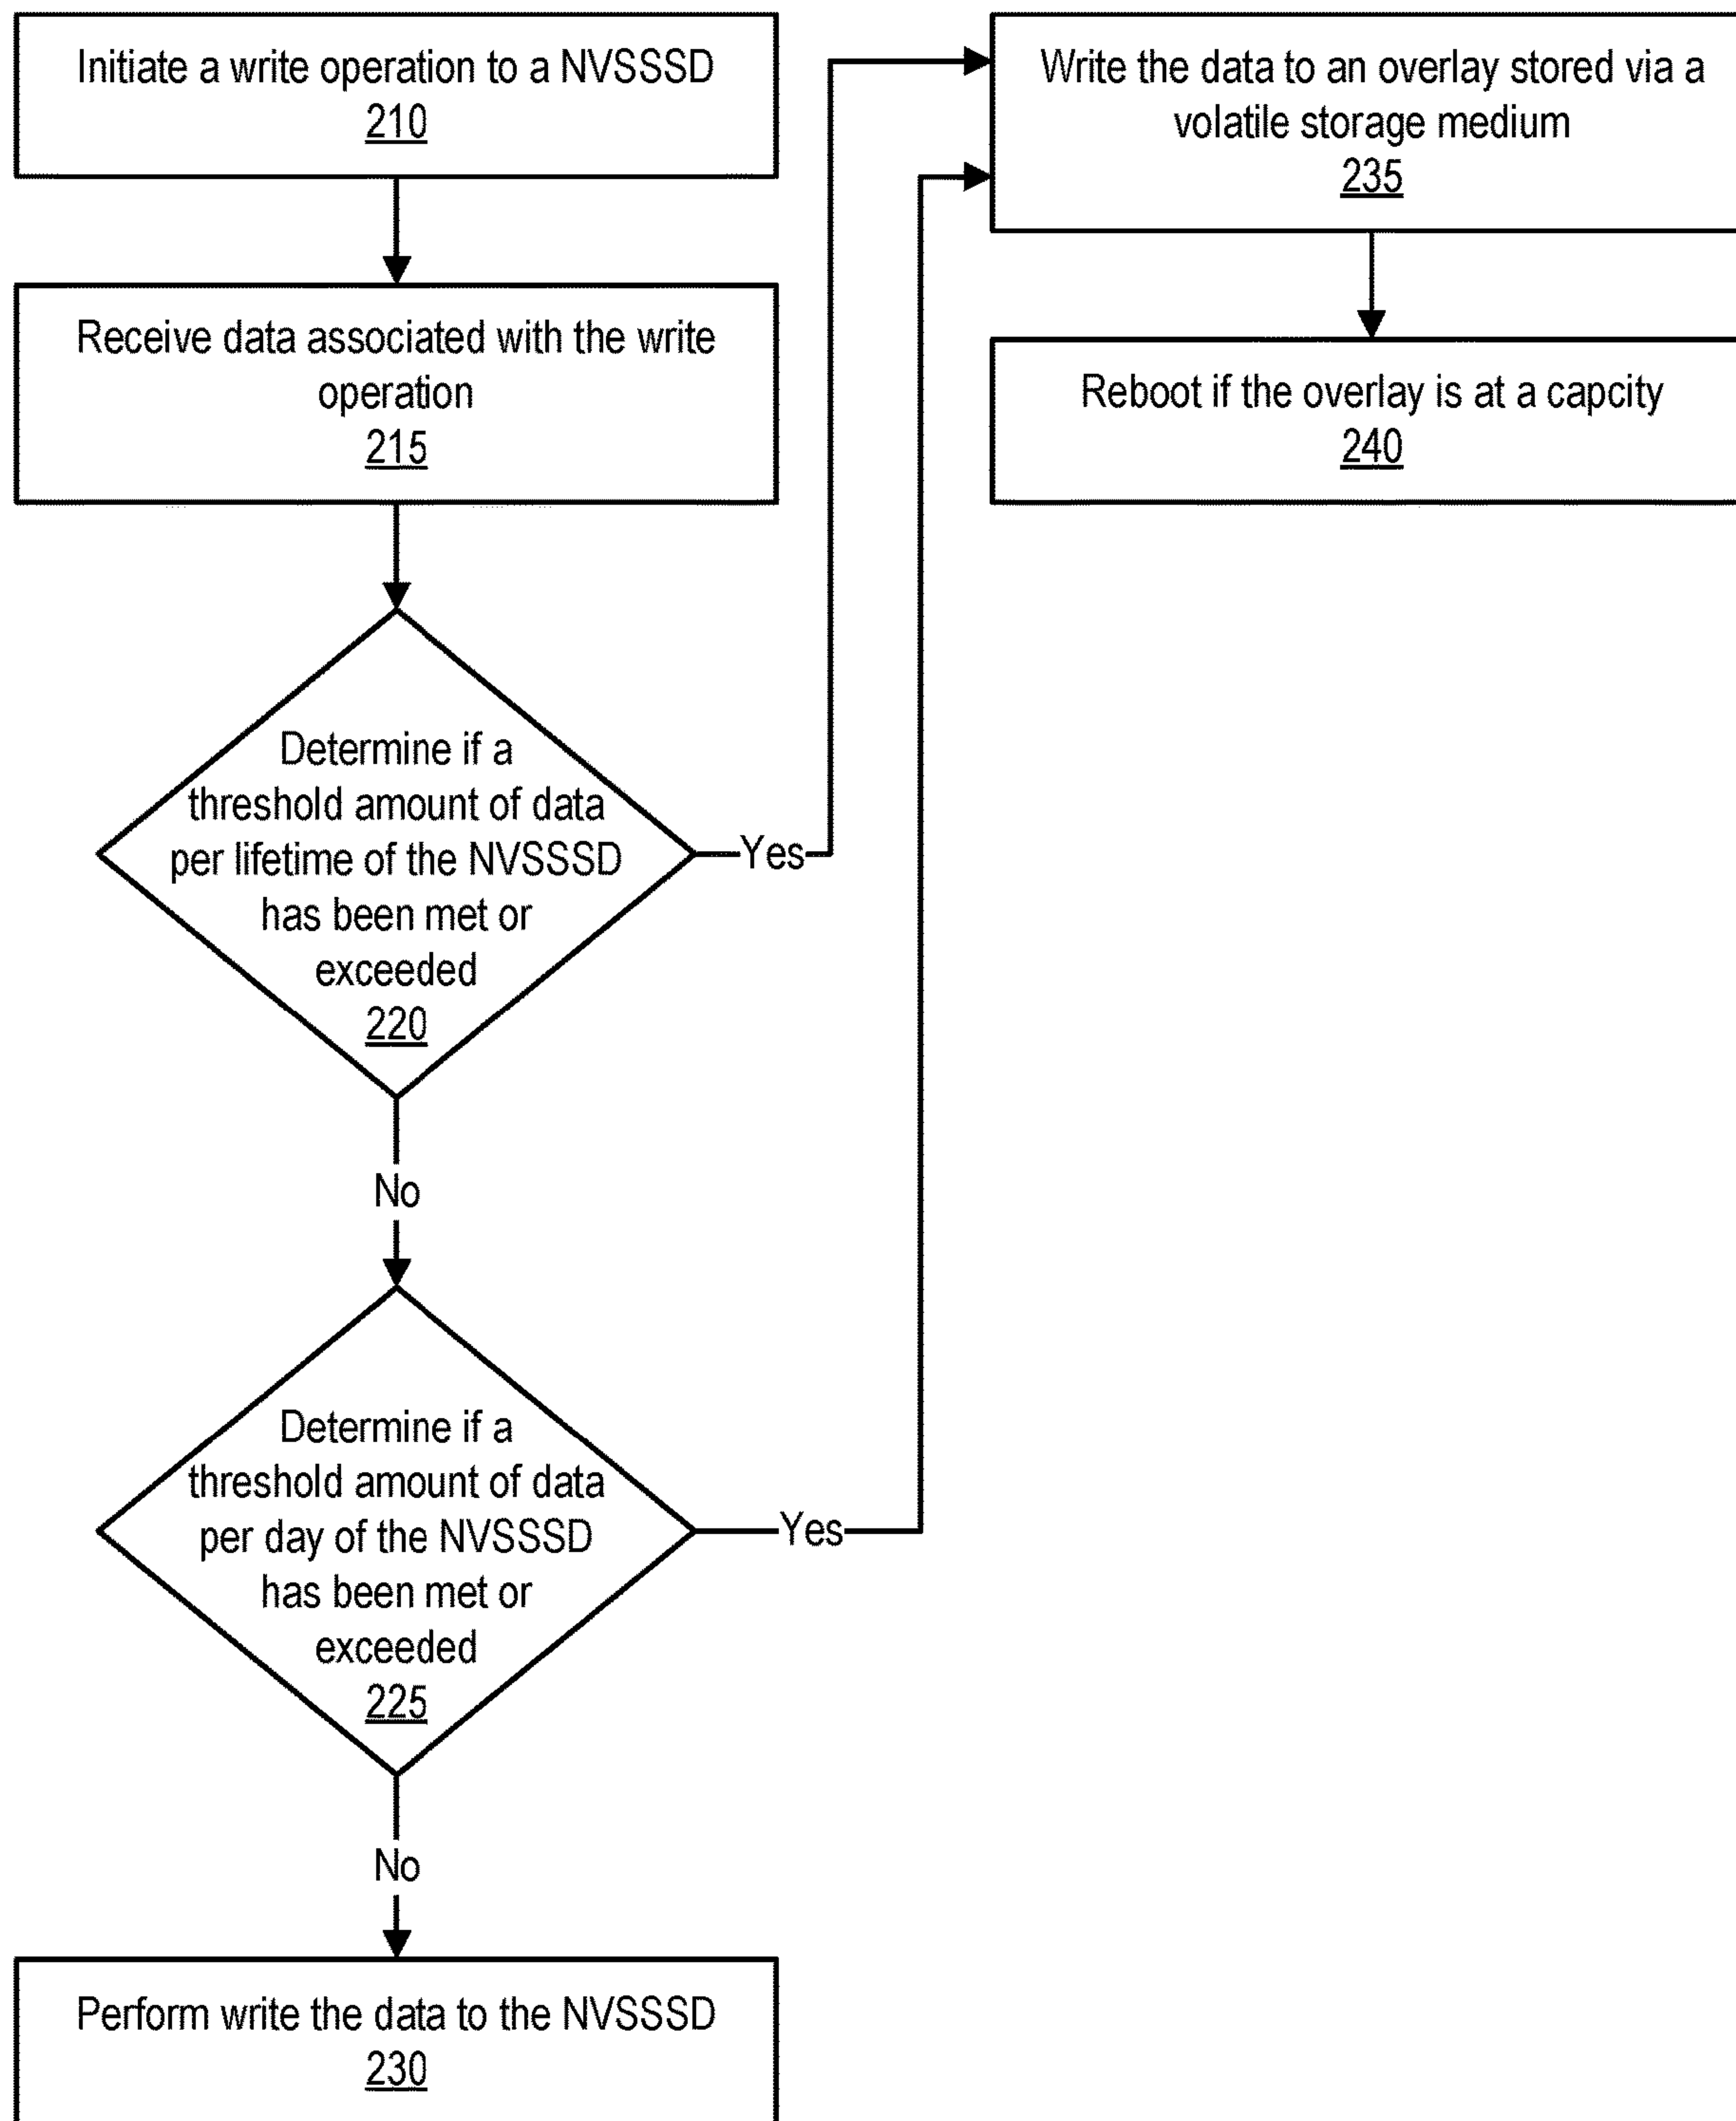 Initiate a write operation to a NVSSSD
210
Receive data associated with the write
operation
215
Determine if a
threshold amount of data
per lifetime of the NVSSSD
has been met or
exceeded
220
Yes
No
Determine if a
threshold amount of data
per day of the NVSSSD
has been met or
exceeded
225
Yes
No
Perform write the data to the NVSSSD
230
Write the data to an overlay stored via a
volatile storage medium
235
Reboot if the overlay is at a capcity
240